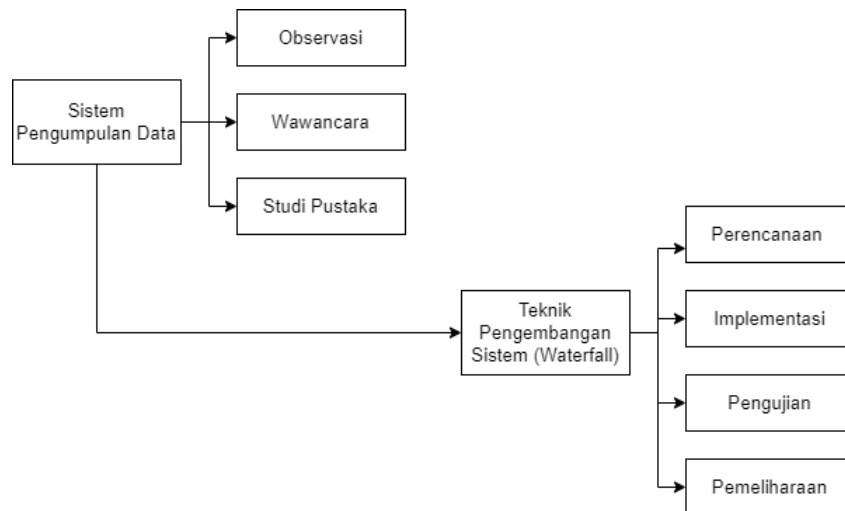 Observasi
Sistem
Pengumpulan Data
Wawancara
Studi Pustaka
Perencanaan
Teknik
Pengembangan
Sistem (Waterfall)
Implementasi
Pengujian
Pemeliharaan